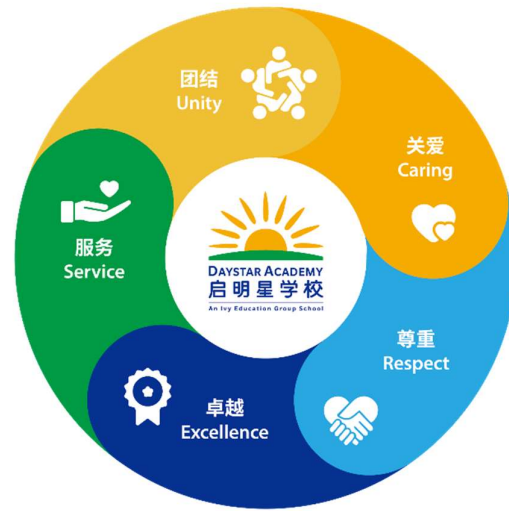 团结
Unity
关爱
Caring
服务
Service
DAYSTAR ACADEMY
启明星学校
An Ivy Education Group School
尊重
Respect
卓越
Excellence